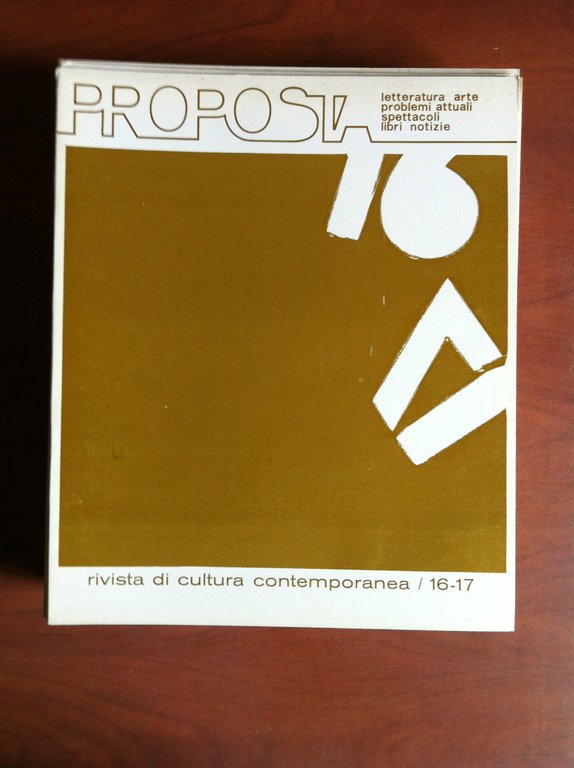 PROPOSTA
letteratura arte
problemi attuali
spettacoli
libri notizie
16
17
rivista di cultura contemporanea / 16-17